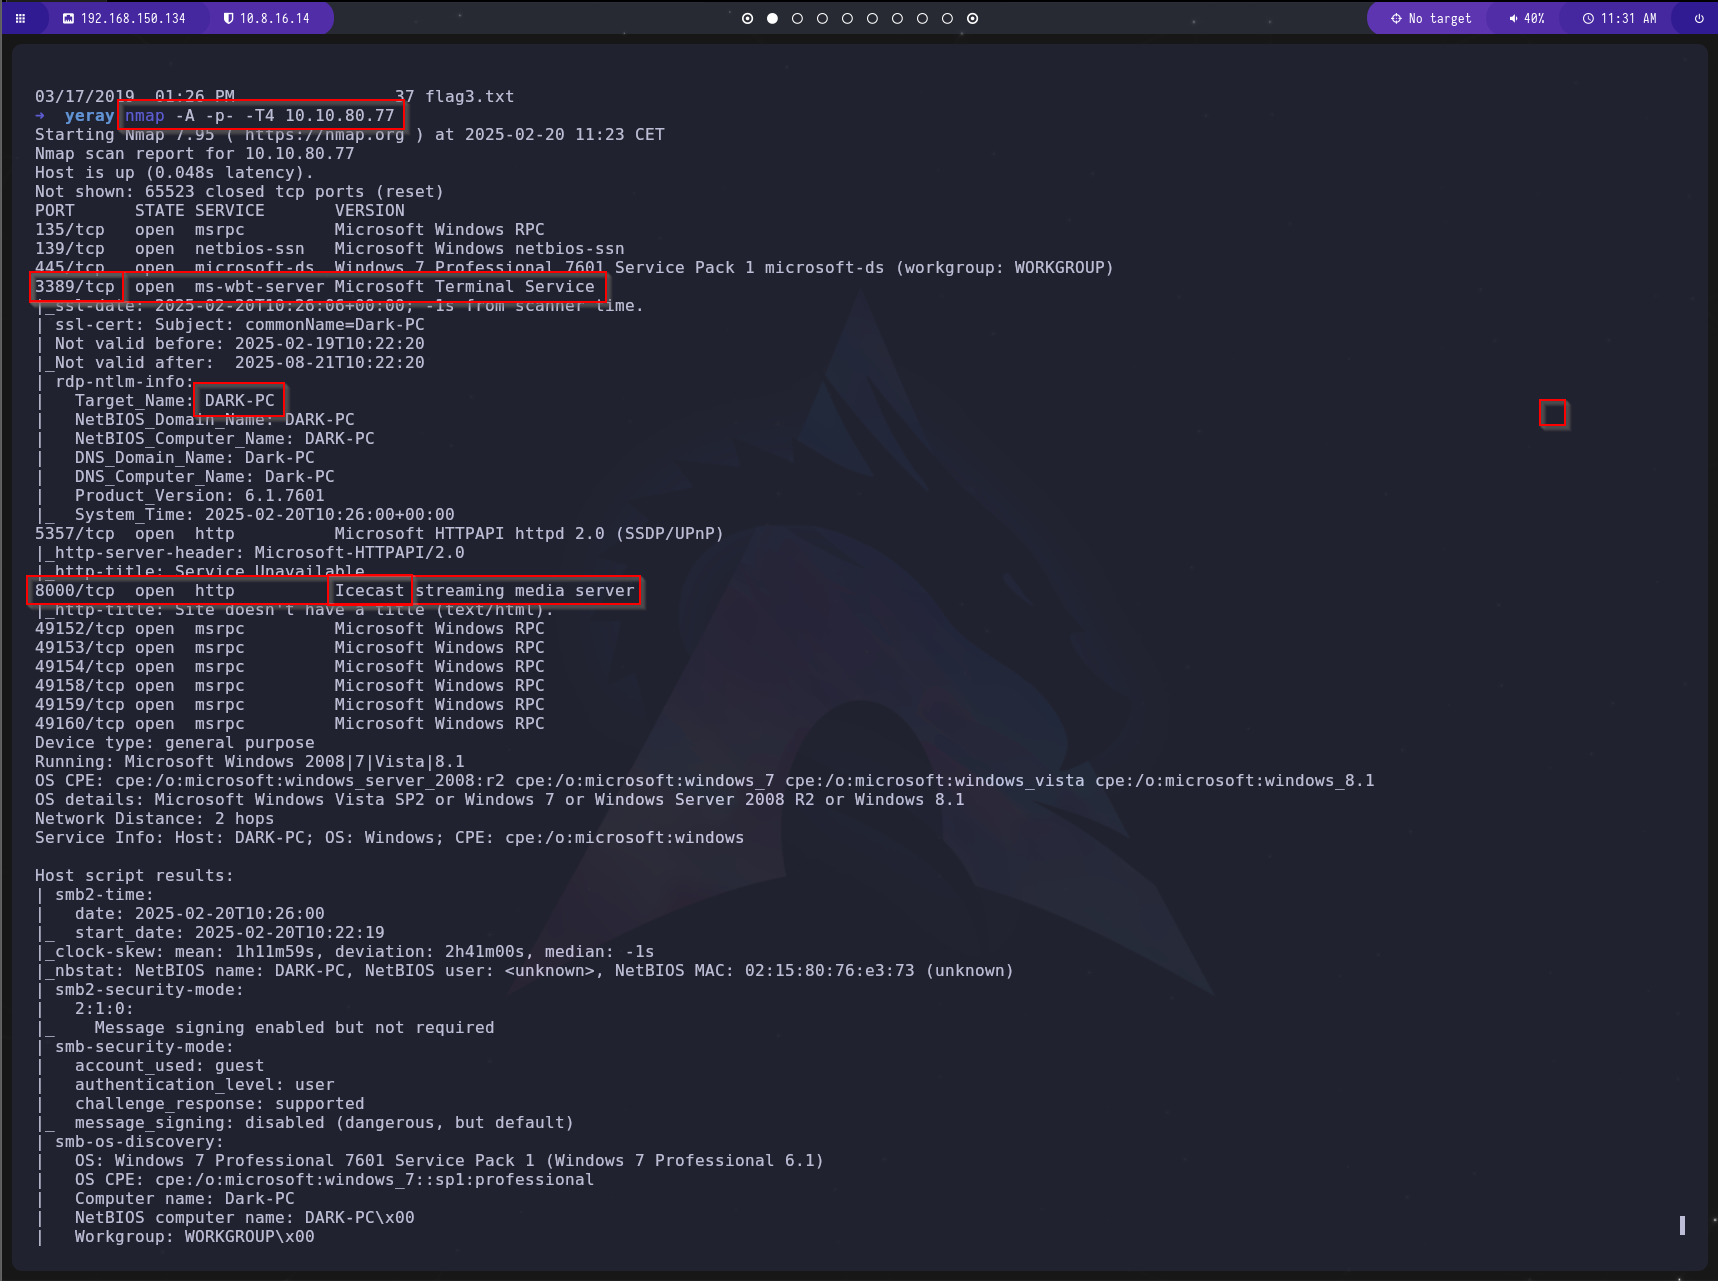 192.168.150.134 10.8.16.14 No target 40% 11:31 AM
03/17/2019  01:26 PM                37 flag3.txt
➜  yeray nmap -A -p- -T4 10.10.80.77
Starting Nmap 7.95 ( https://nmap.org ) at 2025-02-20 11:23 CET
Nmap scan report for 10.10.80.77
Host is up (0.048s latency).
Not shown: 65523 closed tcp ports (reset)
PORT      STATE SERVICE       VERSION
135/tcp   open  msrpc         Microsoft Windows RPC
139/tcp   open  netbios-ssn   Microsoft Windows netbios-ssn
445/tcp   open  microsoft-ds  Windows 7 Professional 7601 Service Pack 1 microsoft-ds (workgroup: WORKGROUP)
3389/tcp  open  ms-wbt-server Microsoft Terminal Service
|_ssl-date: 2025-02-20T10:26:06+00:00; -1s from scanner time.
| ssl-cert: Subject: commonName=Dark-PC
| Not valid before: 2025-02-19T10:22:20
|_Not valid after:  2025-08-21T10:22:20
| rdp-ntlm-info:
|   Target_Name: DARK-PC
|   NetBIOS_Domain_Name: DARK-PC
|   NetBIOS_Computer_Name: DARK-PC
|   DNS_Domain_Name: Dark-PC
|   DNS_Computer_Name: Dark-PC
|   Product_Version: 6.1.7601
|_  System_Time: 2025-02-20T10:26:00+00:00
5357/tcp  open  http          Microsoft HTTPAPI httpd 2.0 (SSDP/UPnP)
|_http-server-header: Microsoft-HTTPAPI/2.0
|_http-title: Service Unavailable
8000/tcp  open  http          Icecast streaming media server
|_http-title: Site doesn't have a title (text/html).
49152/tcp open  msrpc         Microsoft Windows RPC
49153/tcp open  msrpc         Microsoft Windows RPC
49154/tcp open  msrpc         Microsoft Windows RPC
49158/tcp open  msrpc         Microsoft Windows RPC
49159/tcp open  msrpc         Microsoft Windows RPC
49160/tcp open  msrpc         Microsoft Windows RPC
Device type: general purpose
Running: Microsoft Windows 2008|7|Vista|8.1
OS CPE: cpe:/o:microsoft:windows_server_2008:r2 cpe:/o:microsoft:windows_7 cpe:/o:microsoft:windows_vista cpe:/o:microsoft:windows_8.1
OS details: Microsoft Windows Vista SP2 or Windows 7 or Windows Server 2008 R2 or Windows 8.1
Network Distance: 2 hops
Service Info: Host: DARK-PC; OS: Windows; CPE: cpe:/o:microsoft:windows
Host script results:
| smb2-time:
|   date: 2025-02-20T10:26:00
|_  start_date: 2025-02-20T10:22:19
|_clock-skew: mean: 1h11m59s, deviation: 2h41m00s, median: -1s
|_nbstat: NetBIOS name: DARK-PC, NetBIOS user: <unknown>, NetBIOS MAC: 02:15:80:76:e3:73 (unknown)
| smb2-security-mode:
|   2:1:0:
|_    Message signing enabled but not required
| smb-security-mode:
|   account_used: guest
|   authentication_level: user
|   challenge_response: supported
|_  message_signing: disabled (dangerous, but default)
| smb-os-discovery:
|   OS: Windows 7 Professional 7601 Service Pack 1 (Windows 7 Professional 6.1)
|   OS CPE: cpe:/o:microsoft:windows_7::sp1:professional
|   Computer name: Dark-PC
|   NetBIOS computer name: DARK-PC\x00
|   Workgroup: WORKGROUP\x00